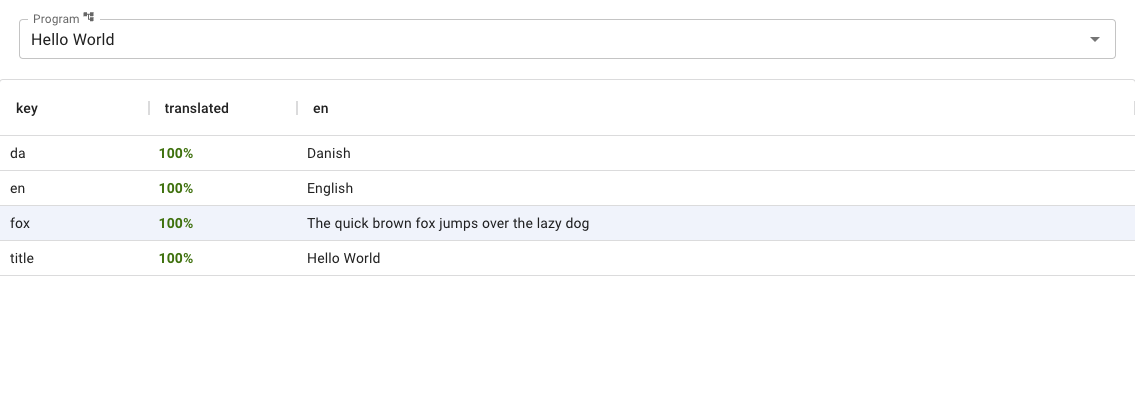 Program
Hello World
key translated en
da 100% Danish
en 100% English
fox 100% The quick brown fox jumps over the lazy dog
title 100% Hello World